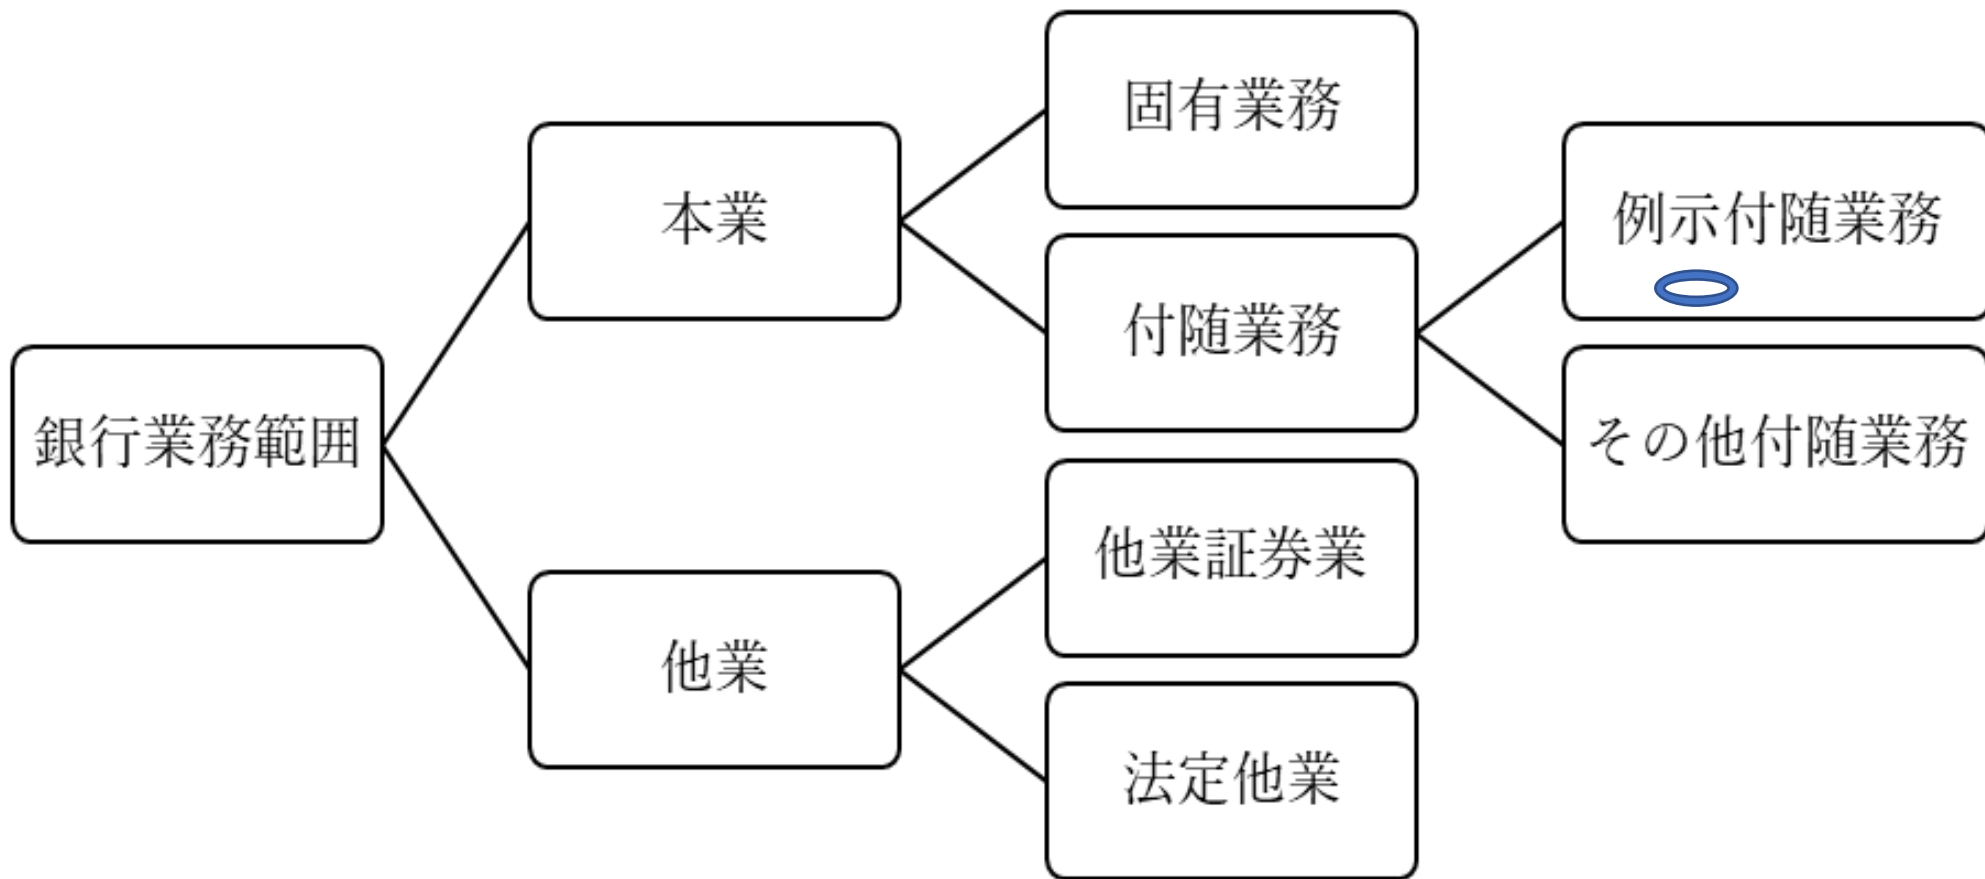 銀行業務範囲
本業
他業
固有業務
付随業務
他業証券業
法定他業
例示付随業務
その他付随業務